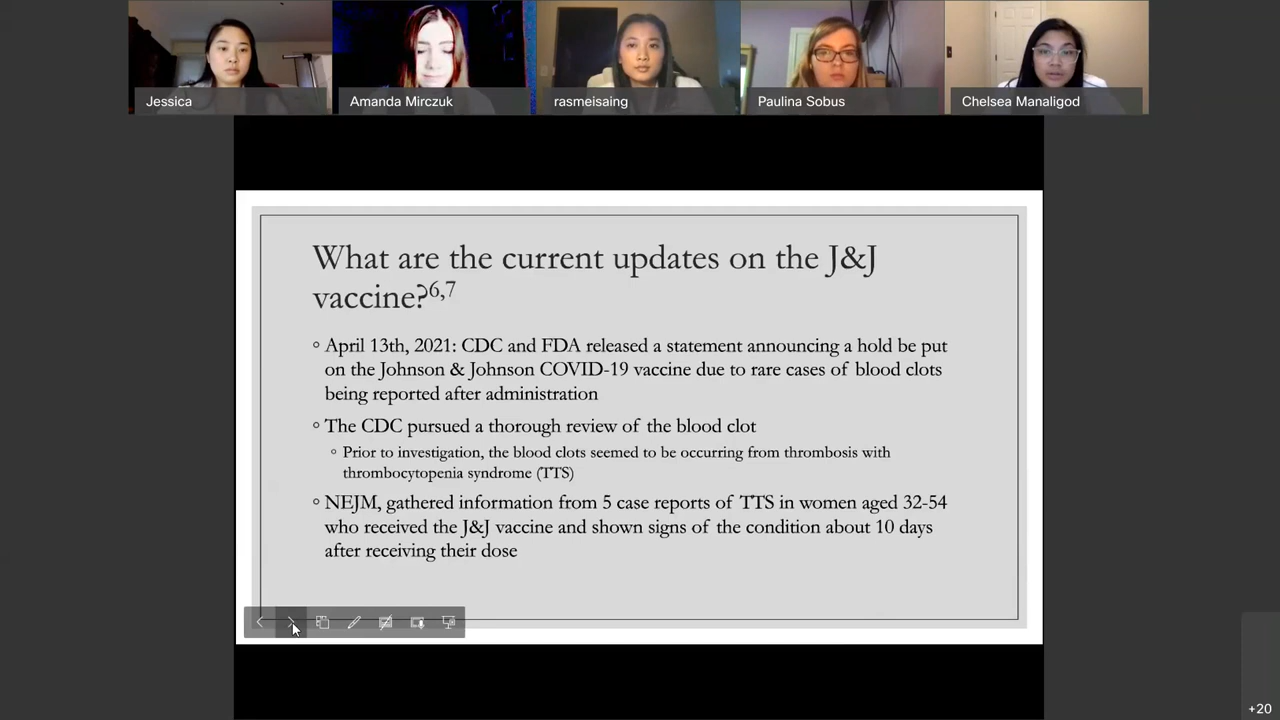 Jessica
Amanda Mirczuk
rasmeisaing
Paulina Sobus
Chelsea Manaligod
What are the current updates on the J&J
vaccine?6,7
April 13th, 2021: CDC and FDA released a statement announcing a hold be put
on the Johnson & Johnson COVID-19 vaccine due to rare cases of blood clots
being reported after administration
The CDC pursued a thorough review of the blood clot
Prior to investigation, the blood clots seemed to be occurring from thrombosis with
thrombocytopenia syndrome (TTS)
NEJM, gathered information from 5 case reports of TTS in women aged 32-54
who received the J&J vaccine and shown signs of the condition about 10 days
after receiving their dose
+20